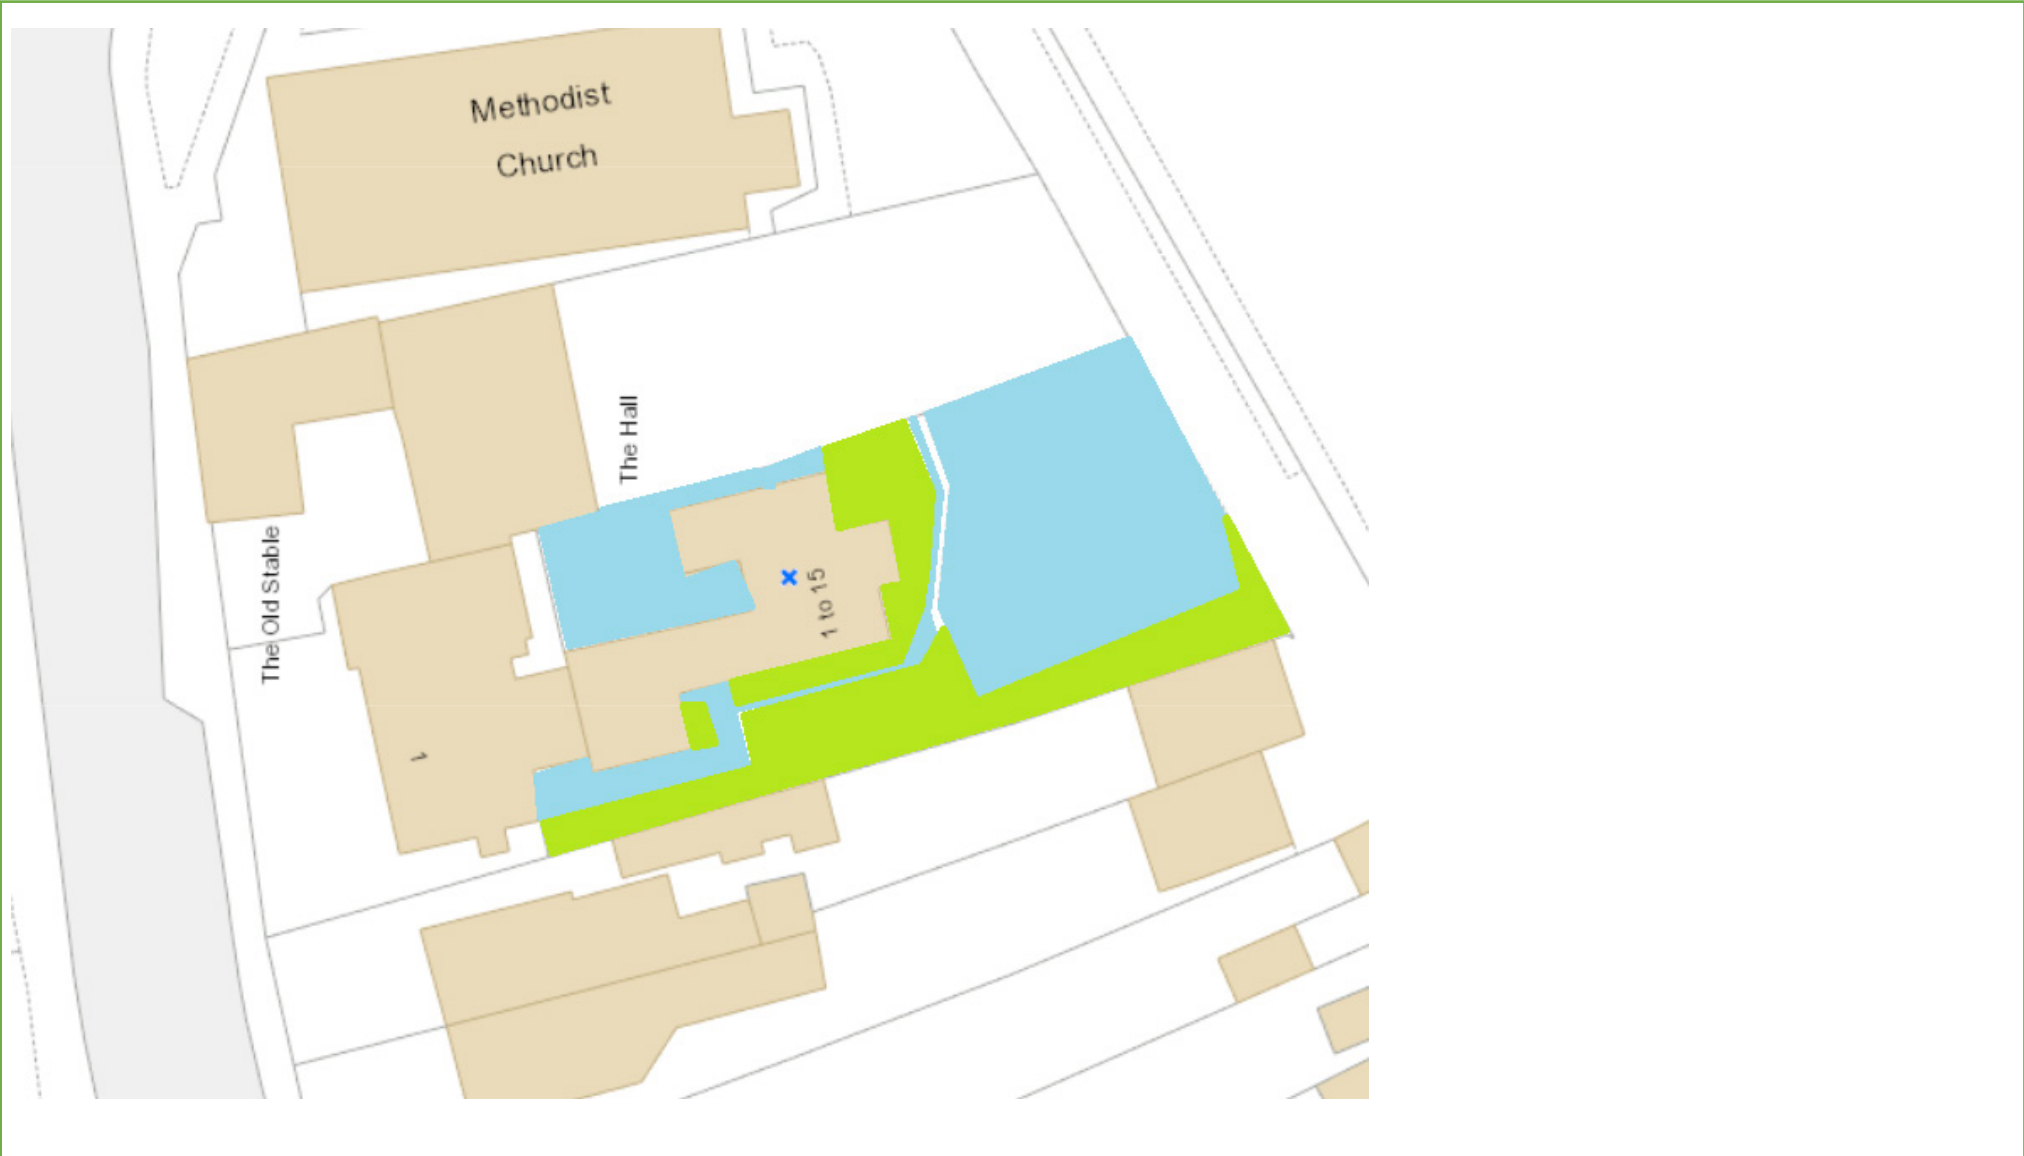 Methodist
Church
The Hall
The Old Stable
1 to 15
1